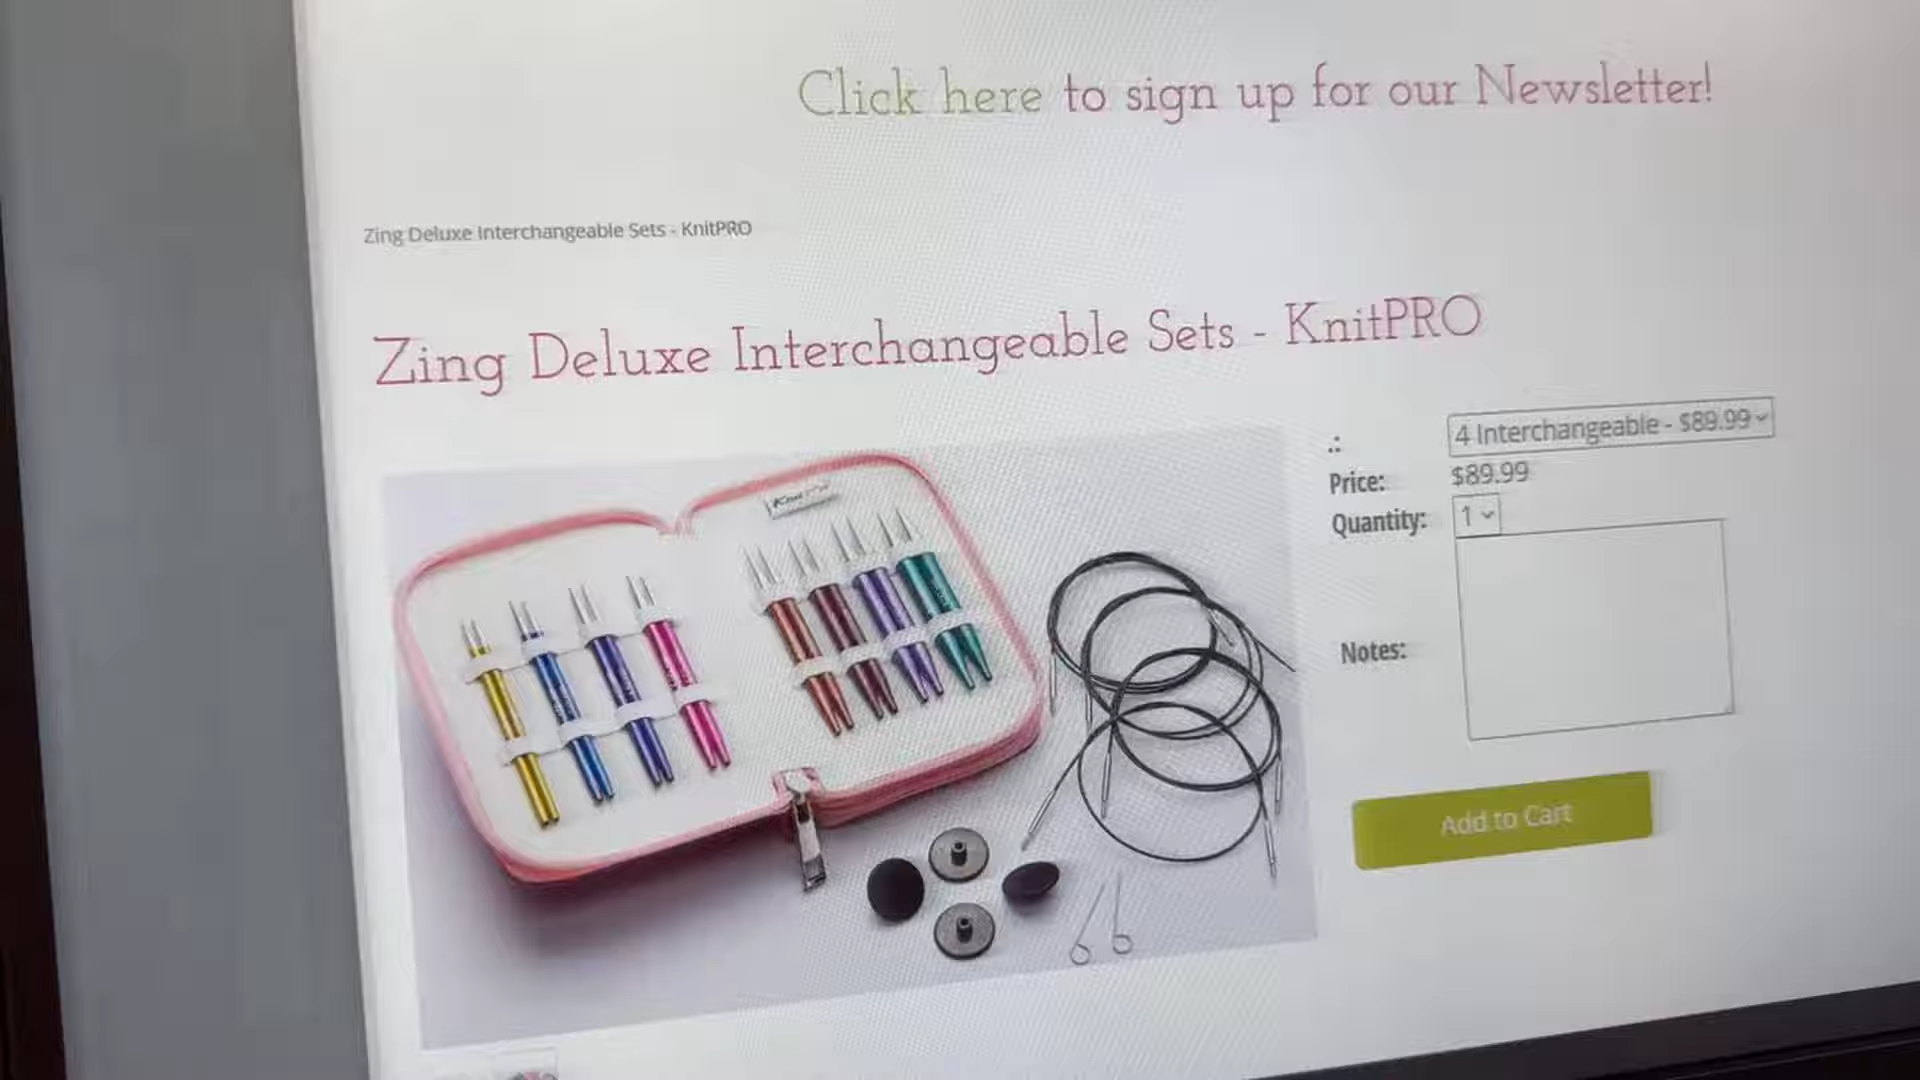 Click here to sign up for our Newsletter!
Zing Deluxe Interchangeable Sets - KnitPRO
Zing Deluxe Interchangeable Sets - KnitPRO
.: 4 Interchangeable - $89.99
Price: $89.99
Quantity: 1
Notes:
Add to Cart